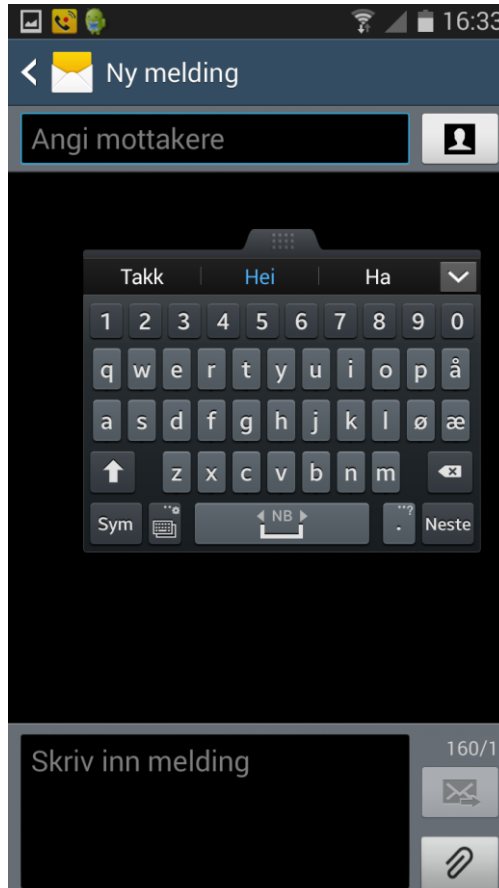 16:33
Ny melding
Angi mottakere
Takk Hei Ha
1 2 3 4 5 6 7 8 9 0
q w e r t y u i o p å
a s d f g h j k l ø æ
z x c v b n m
Sym NB . ..? Neste
160/1
Skriv inn melding